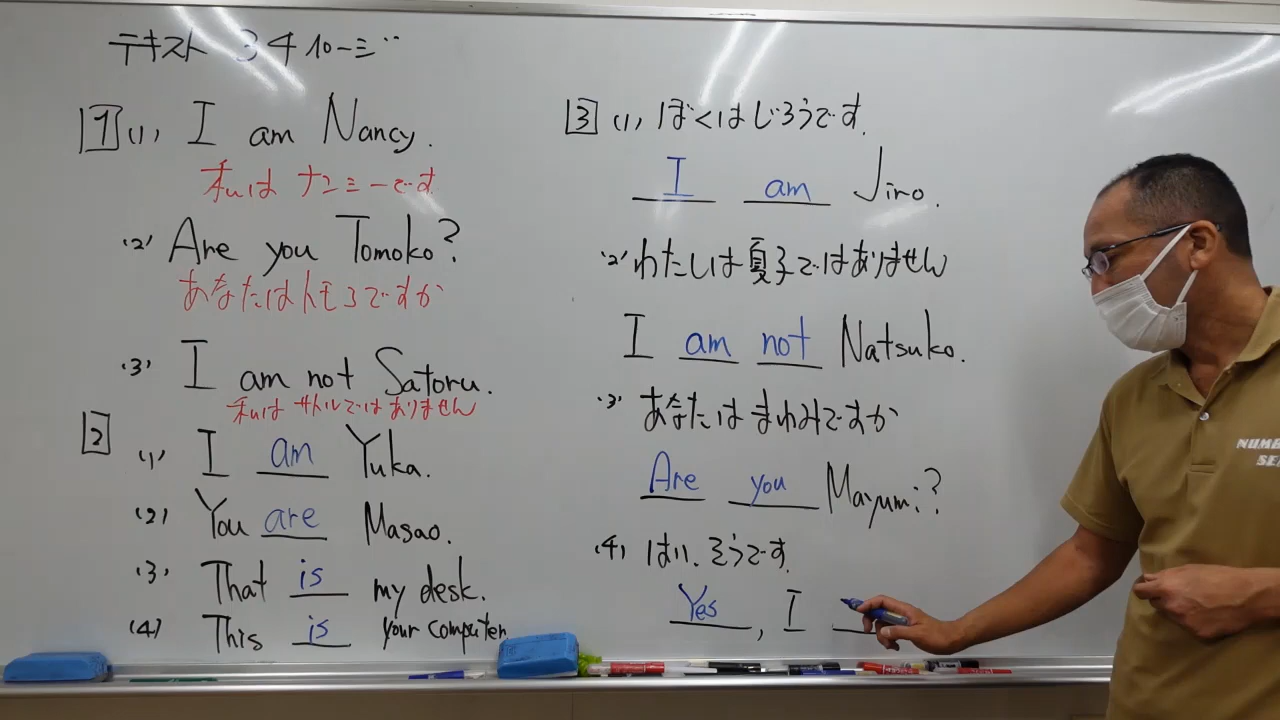 テキスト 34ページ
1 (1) I am Nancy.
私は ナンシーです
(2) Are you Tomoko?
あなたはトモコですか
(3) I am not Satoru.
私は サトルではありません
2
(1) I am Yuka.
(2) You are Masao.
(3) That is my desk.
(4) This is your computer
3 (1) ぼくはじろうです.
I am Jiro.
(2) わたしは夏子ではありません
I am not Natsuko.
(3) あなたは まゆみですか
Are you Mayumi?
(4) はい、そうです.
Yes, I